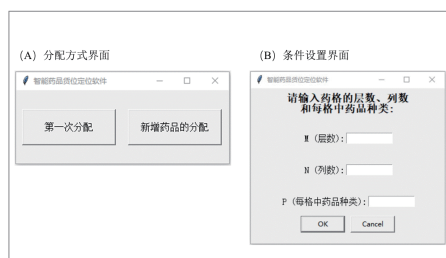 (A) 分配方式界面
智能药品货位定位软件
第一次分配
新增药品的分配
(B) 条件设置界面
智能药品货位定位软件
请输入药格的层数、列数
和每格中药品种类:
M (层数):
N (列数):
P (每格中药品种类):
OK
Cancel